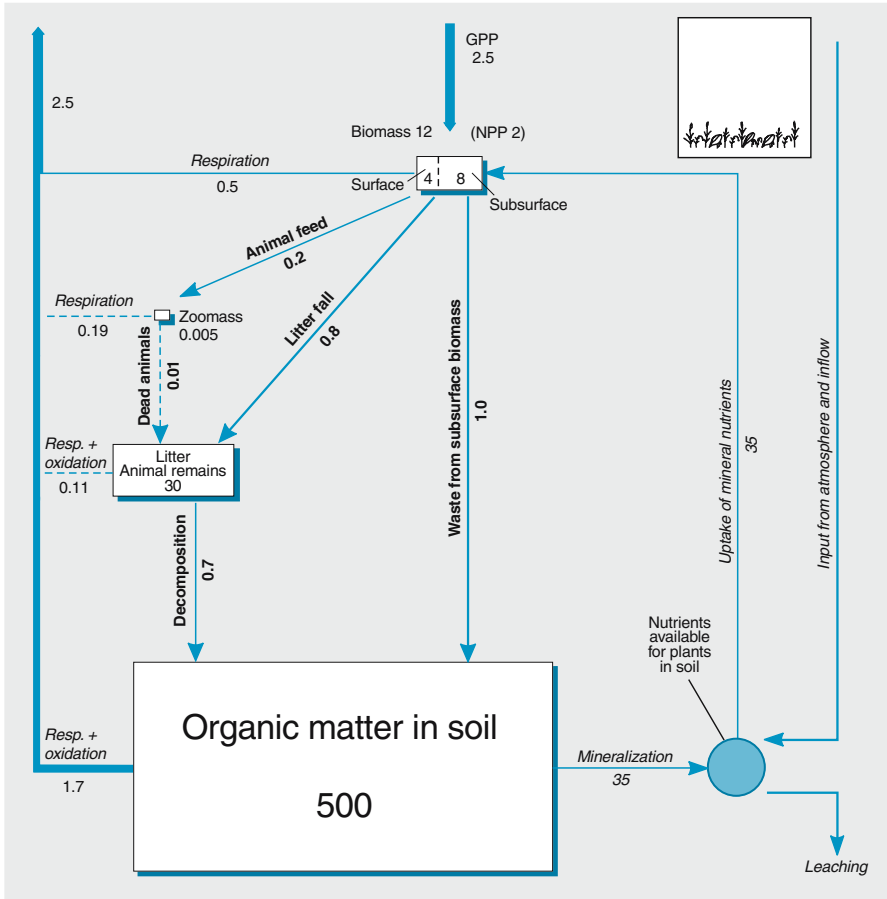 GPP
2.5
2.5
Biomass 12
(NPP 2)
Respiration
0.5
Surface
4
8
Subsurface
Animal feed
0.2
Respiration
0.19
Zoomass
0.005
Litter fall
0.8
Dead animals
0.01
Waste from subsurface biomass
1.0
Uptake of mineral nutrients
35
Input from atmosphere and inflow
Resp. +
oxidation
0.11
Litter
Animal remains
30
Decomposition
0.7
Nutrients
available
for plants
in soil
Organic matter in soil
500
Resp. +
oxidation
1.7
Mineralization
35
Leaching